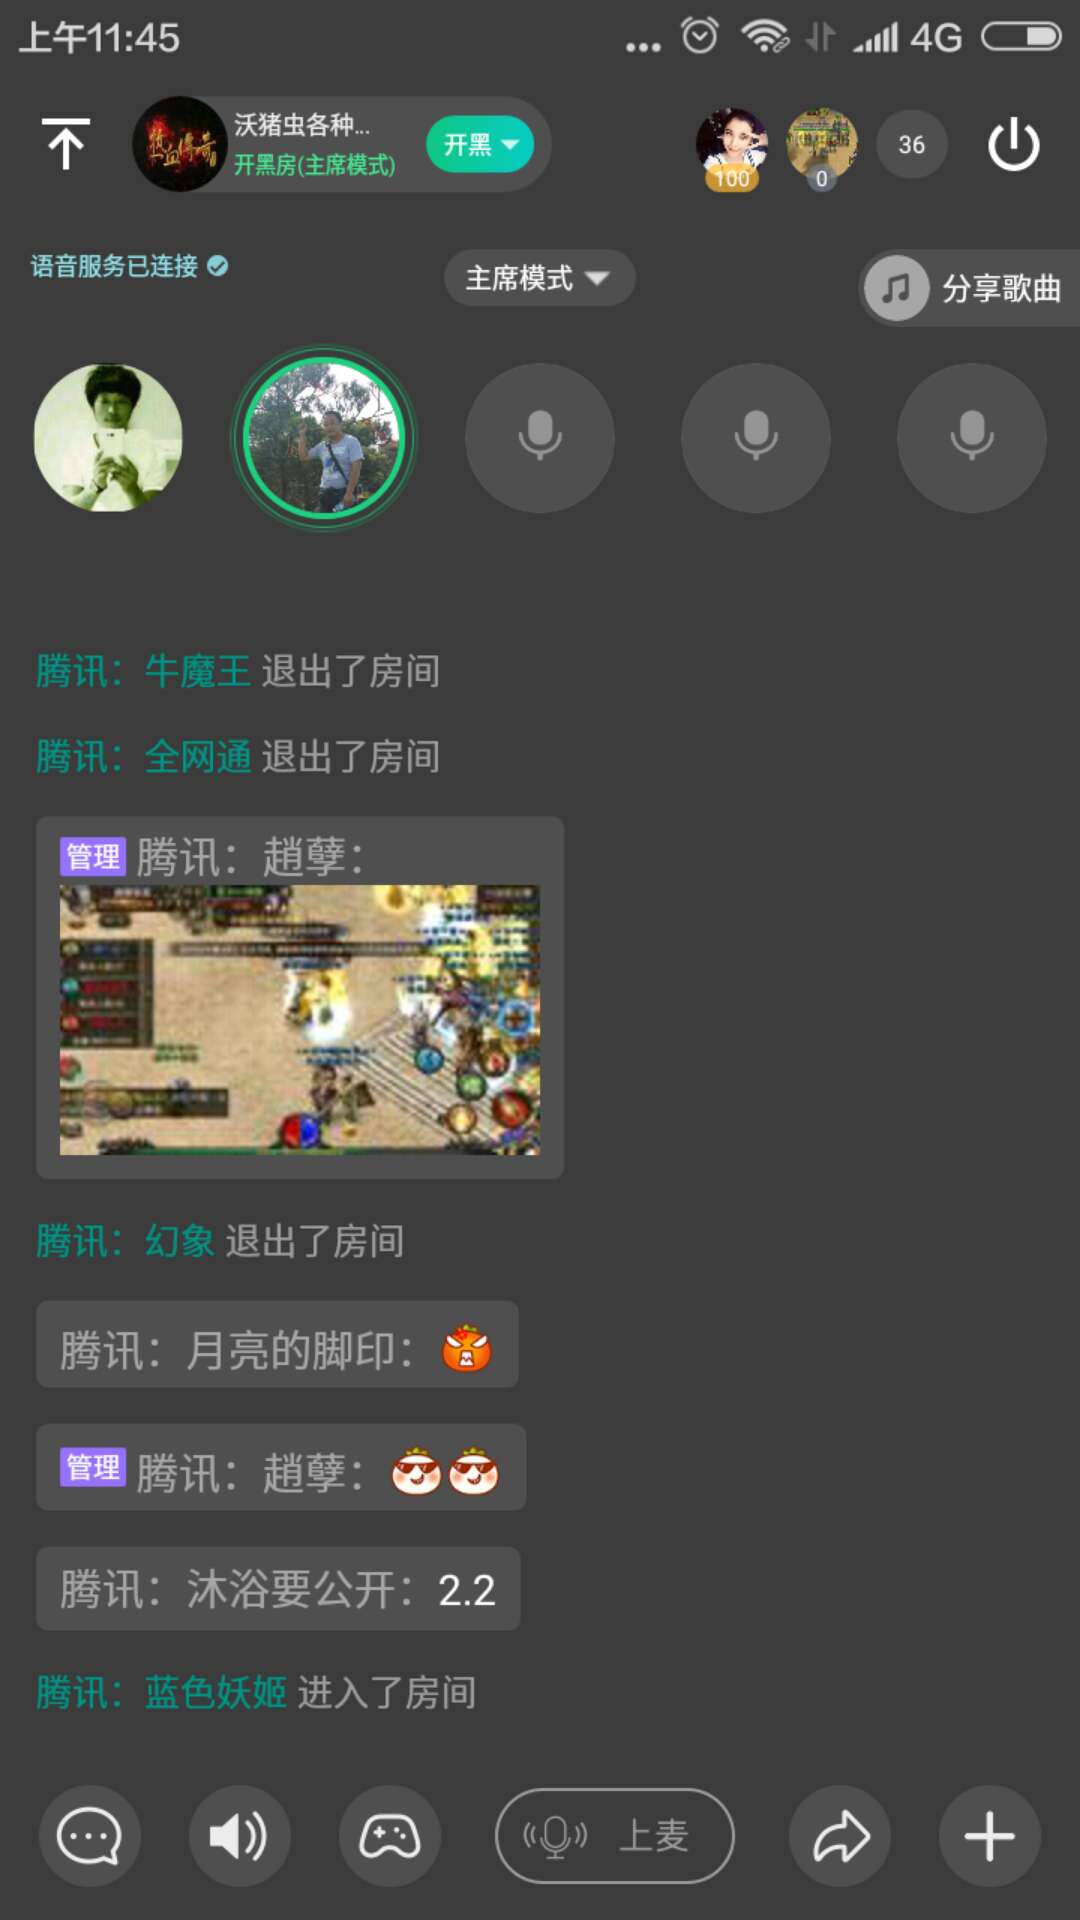 上午11:45
4G
热血传奇
沃猪虫各种...
开黑房(主席模式)
开黑
100
0
36
语音服务已连接
主席模式
分享歌曲
腾讯：牛魔王 退出了房间
腾讯：全网通 退出了房间
管理 腾讯：趙孽：
腾讯：幻象 退出了房间
腾讯：月亮的脚印：
管理 腾讯：趙孽：
腾讯：沐浴要公开：2.2
腾讯：蓝色妖姬 进入了房间
上麦